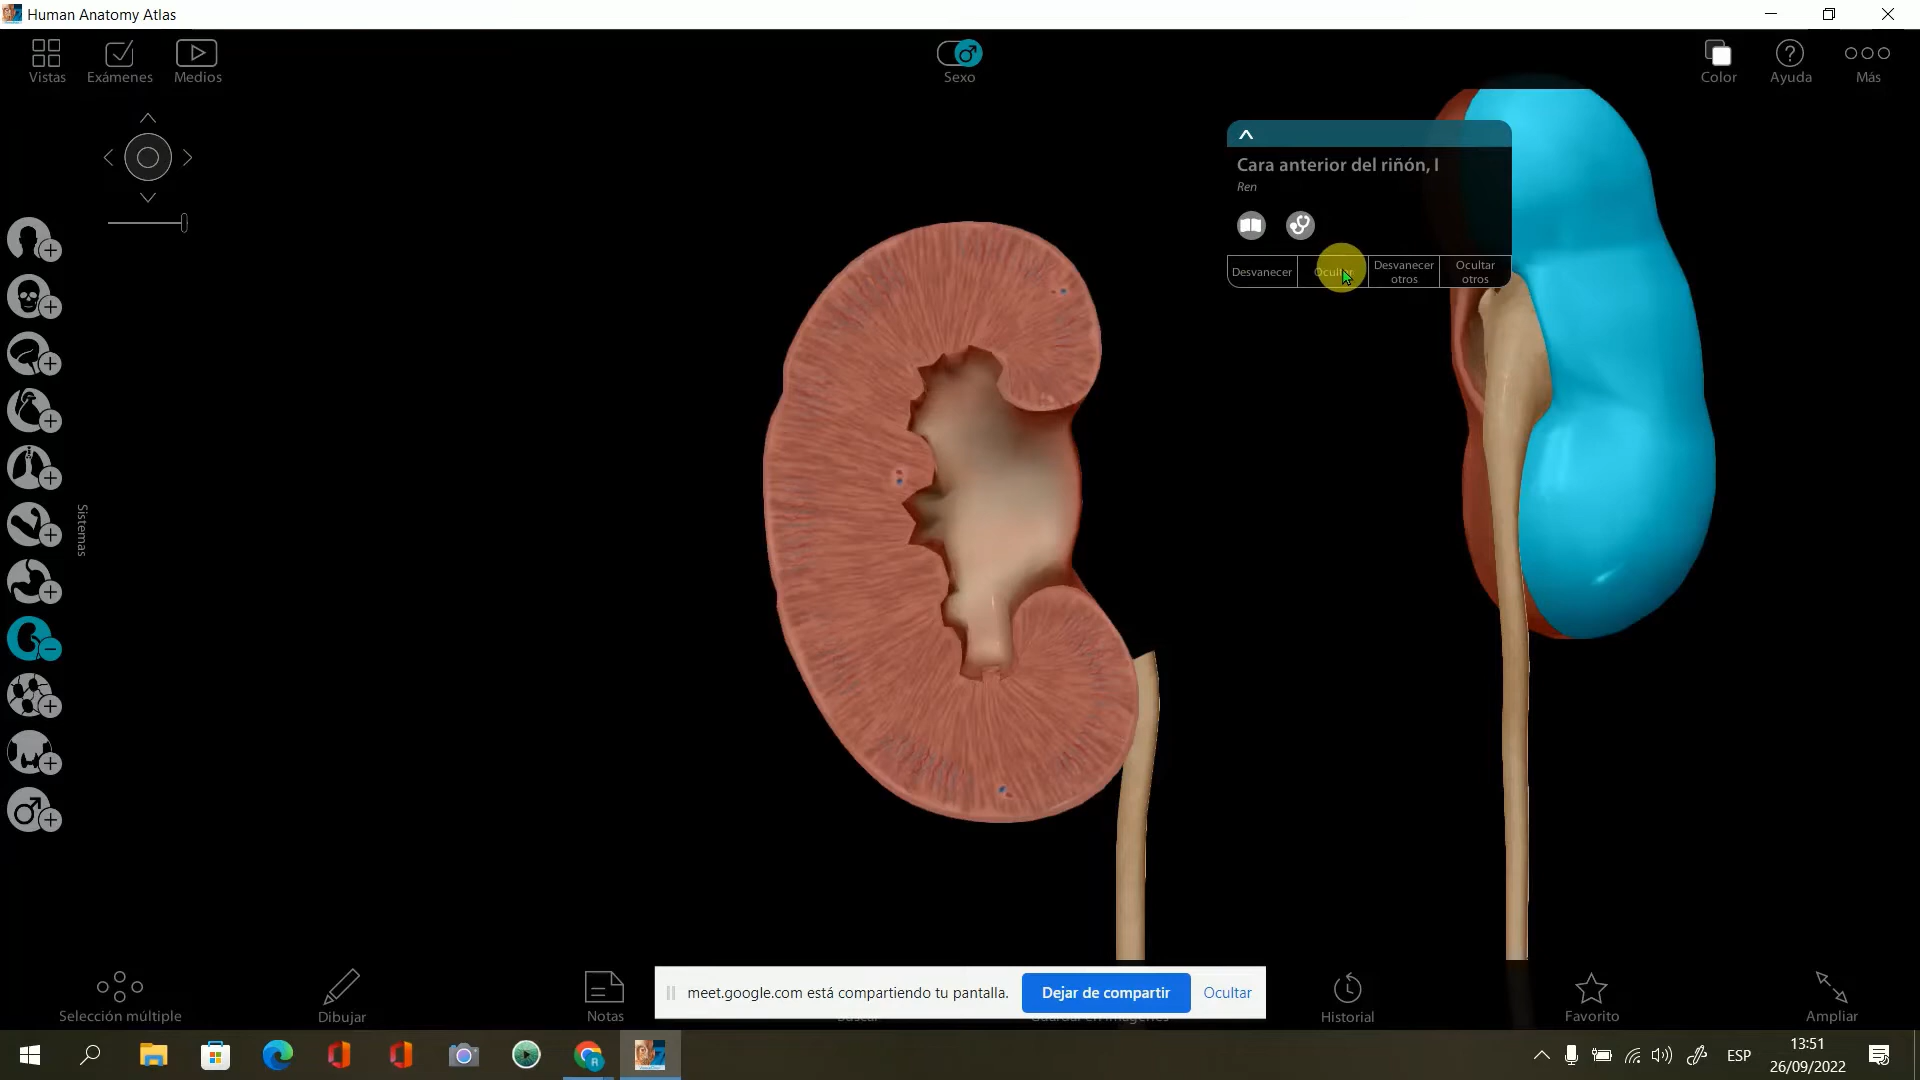 Human Anatomy Atlas
Vistas
Exámenes
Medios
Sexo
Color
Ayuda
Más
Cara anterior del riñón, I
Ren
Desvanecer
Ocultar
Desvanecer
otros
Ocultar
otros
Sistemas
Selección múltiple
Dibujar
Notas
meet.google.com está compartiendo tu pantalla.
Dejar de compartir
Ocultar
Historial
Favorito
Ampliar
ESP
13:51
26/09/2022